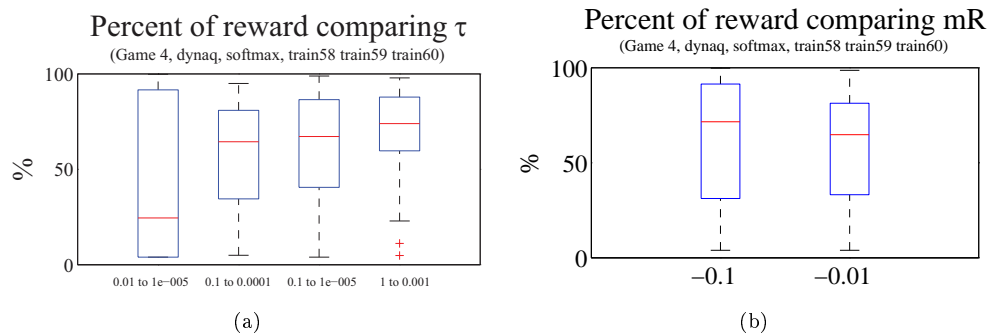 Percent of reward comparing τ
(Game 4, dynaq, softmax, train58 train59 train60)
100
50
0
%
0.01 to 1e−005
0.1 to 0.0001
0.1 to 1e−005
1 to 0.001
(a)
Percent of reward comparing mR
(Game 4, dynaq, softmax, train58 train59 train60)
100
50
0
%
−0.1
−0.01
(b)